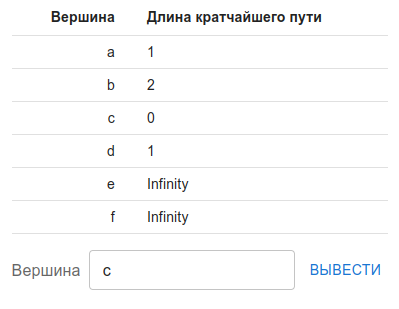 Вершина Длина кратчайшего пути
a 1
b 2
c 0
d 1
e Infinity
f Infinity
Вершина c ВЫВЕСТИ